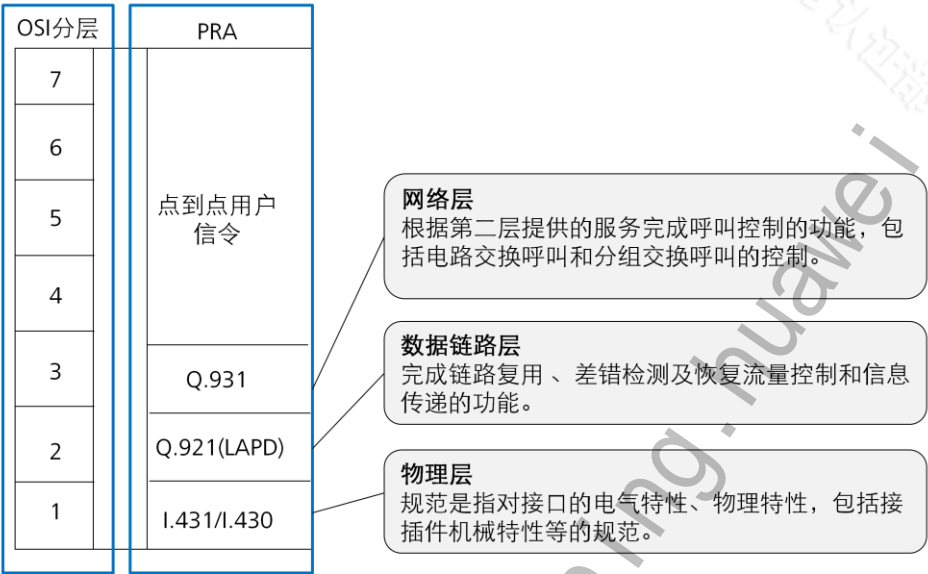 OSI分层
PRA
7
6
5
4
3
2
1
点到点用户
信令
Q.931
Q.921(LAPD)
I.431/I.430
网络层
根据第二层提供的服务完成呼叫控制的功能，包
括电路交换呼叫和分组交换呼叫的控制。
数据链路层
完成链路复用 、差错检测及恢复流量控制和信息
传递的功能。
物理层
规范是指对接口的电气特性、物理特性，包括接
插件机械特性等的规范。
ing.huawei